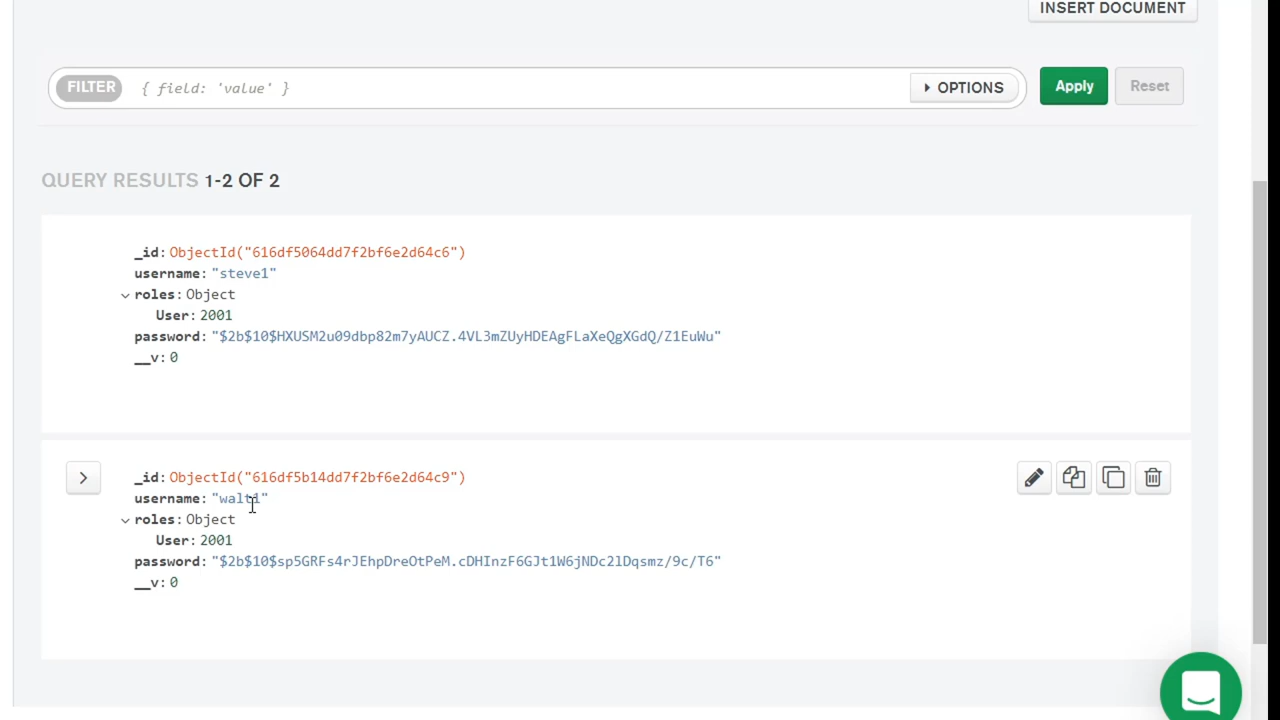 INSERT DOCUMENT
FILTER { field: 'value' } OPTIONS Apply Reset
QUERY RESULTS 1-2 OF 2
_id: ObjectId("616df5064dd7f2bf6e2d64c6")
username: "steve1"
roles: Object
User: 2001
password: "$2b$10$HXUSM2u09dbp82m7yAUCZ.4VL3mZUyHDEAgFLaXeQgXGdQ/Z1EuWu"
__v: 0
_id: ObjectId("616df5b14dd7f2bf6e2d64c9")
username: "walt1"
roles: Object
User: 2001
password: "$2b$10$sp5GRFs4rJEhpDreOtPeM.cDHInzF6GJt1W6jNDc2lDqsmz/9c/T6"
__v: 0